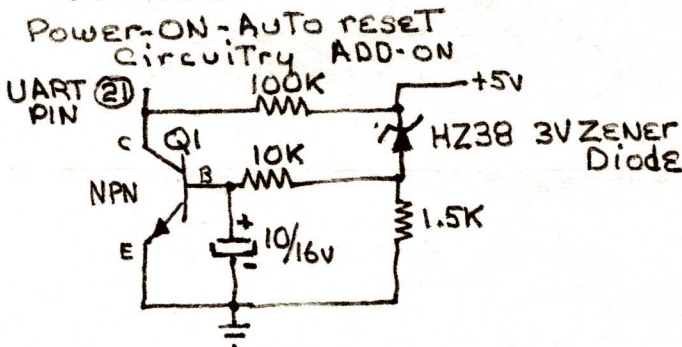 Power-ON-AuTo reseT
CircuiTry ADD-ON
UART 21
PIN
100K
+5V
C
Q1
HZ38 3V ZENER
Diode
NPN
B
10K
1.5K
E
+
10/16v
-